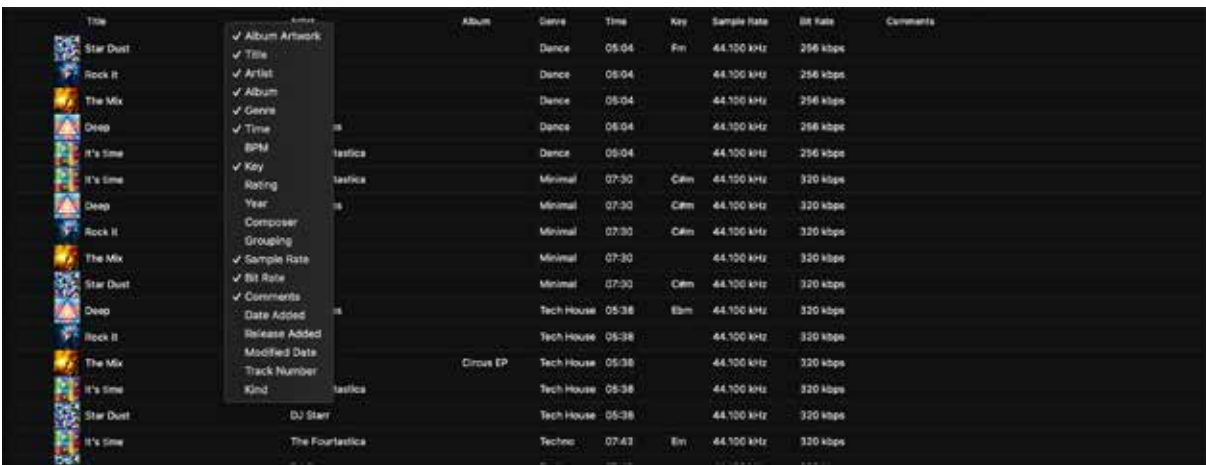 Title Artist Album Genre Time Key Sample Rate Bit Rate Comments
✓ Album Artwork
✓ Title
✓ Artist
✓ Album
✓ Genre
✓ Time
BPM
✓ Key
Rating
Year
Composer
Grouping
✓ Sample Rate
✓ Bit Rate
✓ Comments
Date Added
Release Added
Modified Date
Track Number
Kind
Star Dust Dance 05:04 Fm 44.100 kHz 256 kbps
Rock it Dance 05:04 44.100 kHz 256 kbps
The Mix Dance 05:04 44.100 kHz 256 kbps
Deep Dance 05:04 44.100 kHz 256 kbps
It's time tastica Dance 05:04 44.100 kHz 256 kbps
It's time tastica Minimal 07:30 C#m 44.100 kHz 320 kbps
Deep Minimal 07:30 C#m 44.100 kHz 320 kbps
Rock it Minimal 07:30 C#m 44.100 kHz 320 kbps
The Mix Minimal 07:30 44.100 kHz 320 kbps
Star Dust Minimal 07:30 C#m 44.100 kHz 320 kbps
Deep Tech House 05:38 Ebm 44.100 kHz 320 kbps
Rock it Tech House 05:38 44.100 kHz 320 kbps
The Mix Circus EP Tech House 05:38 44.100 kHz 320 kbps
It's time tastica Tech House 05:38 44.100 kHz 320 kbps
Star Dust DJ Starr Tech House 05:38 44.100 kHz 320 kbps
It's time The Fourtastica Techno 07:43 Em 44.100 kHz 320 kbps